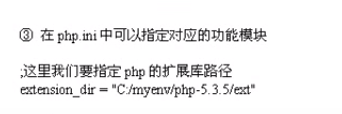 ③ 在 php.ini 中可以指定对应的功能模块
;这里我们要指定 php 的扩展库路径
extension_dir = "C:/myenv/php-5.3.5/ext"